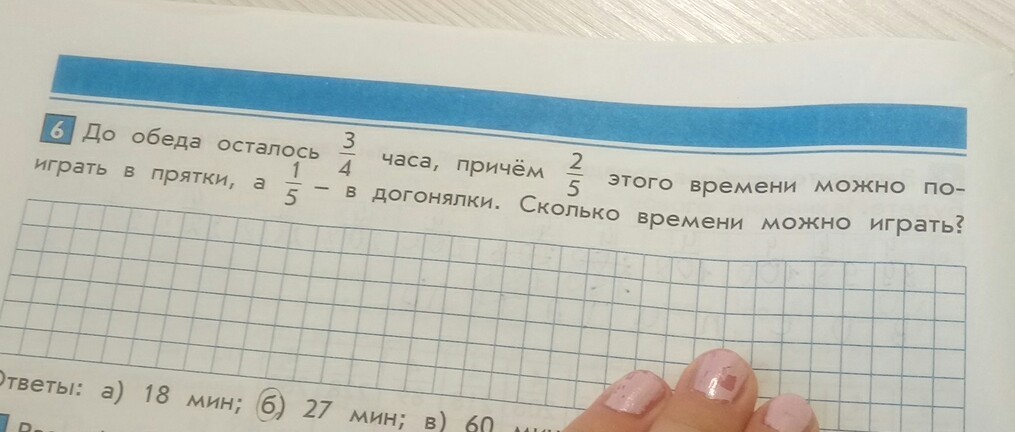 6 До обеда осталось 3/4 часа, причём 2/5 этого времени можно по-
играть в прятки, а 1/5 – в догонялки. Сколько времени можно играть?
Ответы: а) 18 мин; б) 27 мин; в) 60 мин